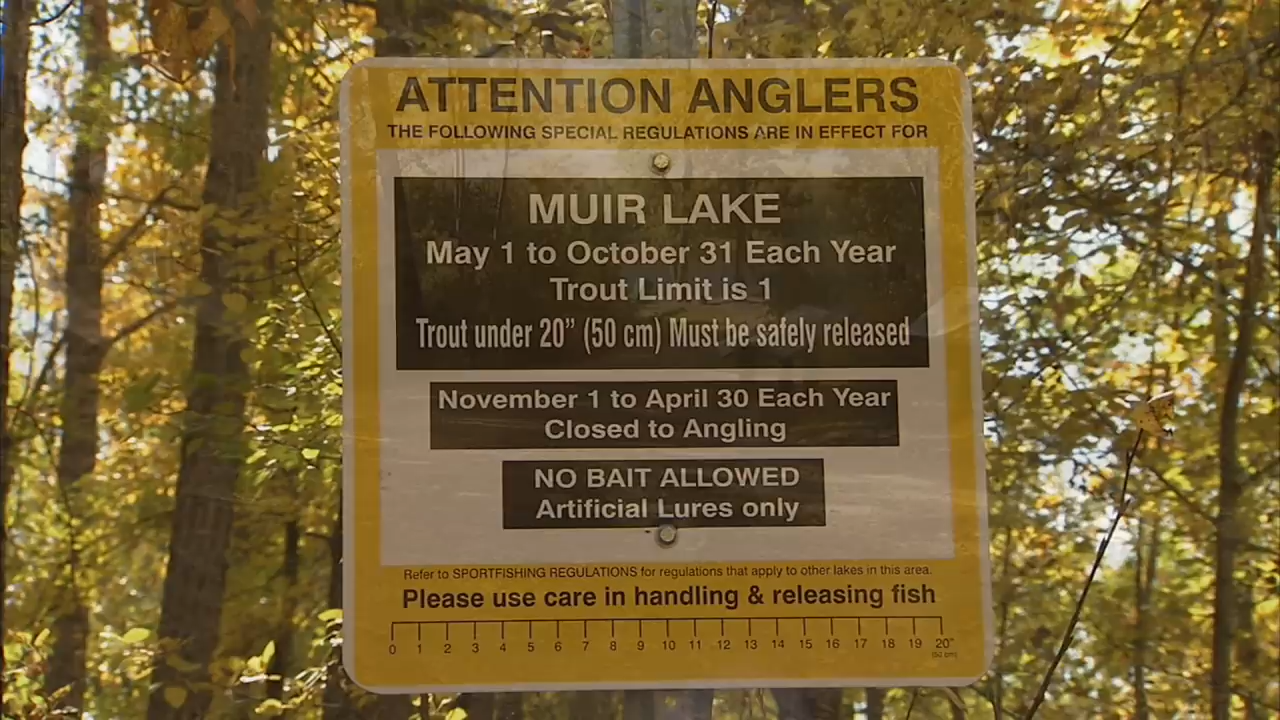 ATTENTION ANGLERS
THE FOLLOWING SPECIAL REGULATIONS ARE IN EFFECT FOR
MUIR LAKE
May 1 to October 31 Each Year
Trout Limit is 1
Trout under 20” (50 cm) Must be safely released
November 1 to April 30 Each Year
Closed to Angling
NO BAIT ALLOWED
Artificial Lures only
Refer to SPORTFISHING REGULATIONS for regulations that apply to other lakes in this area.
Please use care in handling & releasing fish
0 1 2 3 4 5 6 7 8 9 10 11 12 13 14 15 16 17 18 19 20"
(50 cm)